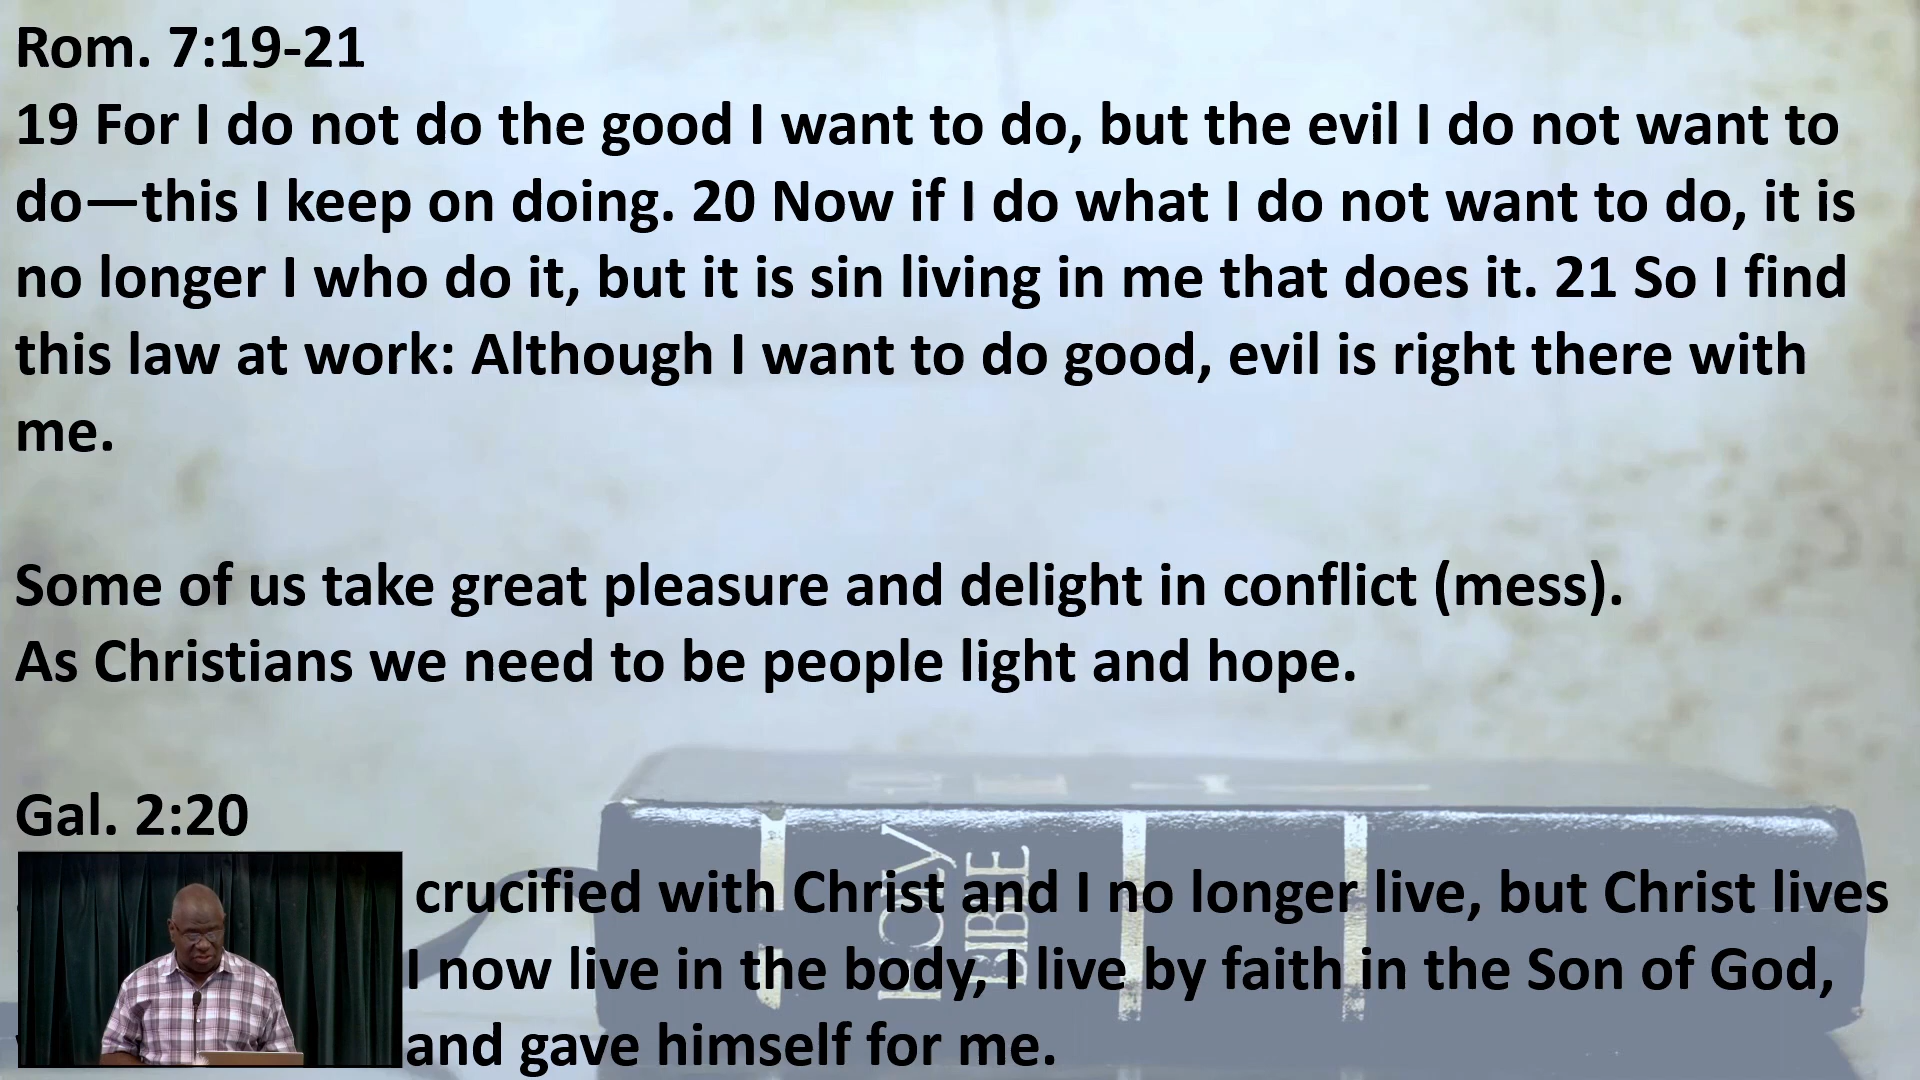 Rom. 7:19-21
19 For I do not do the good I want to do, but the evil I do not want to
do—this I keep on doing. 20 Now if I do what I do not want to do, it is
no longer I who do it, but it is sin living in me that does it. 21 So I find
this law at work: Although I want to do good, evil is right there with
me.
Some of us take great pleasure and delight in conflict (mess).
As Christians we need to be people light and hope.
Gal. 2:20
crucified with Christ and I no longer live, but Christ lives
I now live in the body, I live by faith in the Son of God,
and gave himself for me.
HOLY
BIBLE